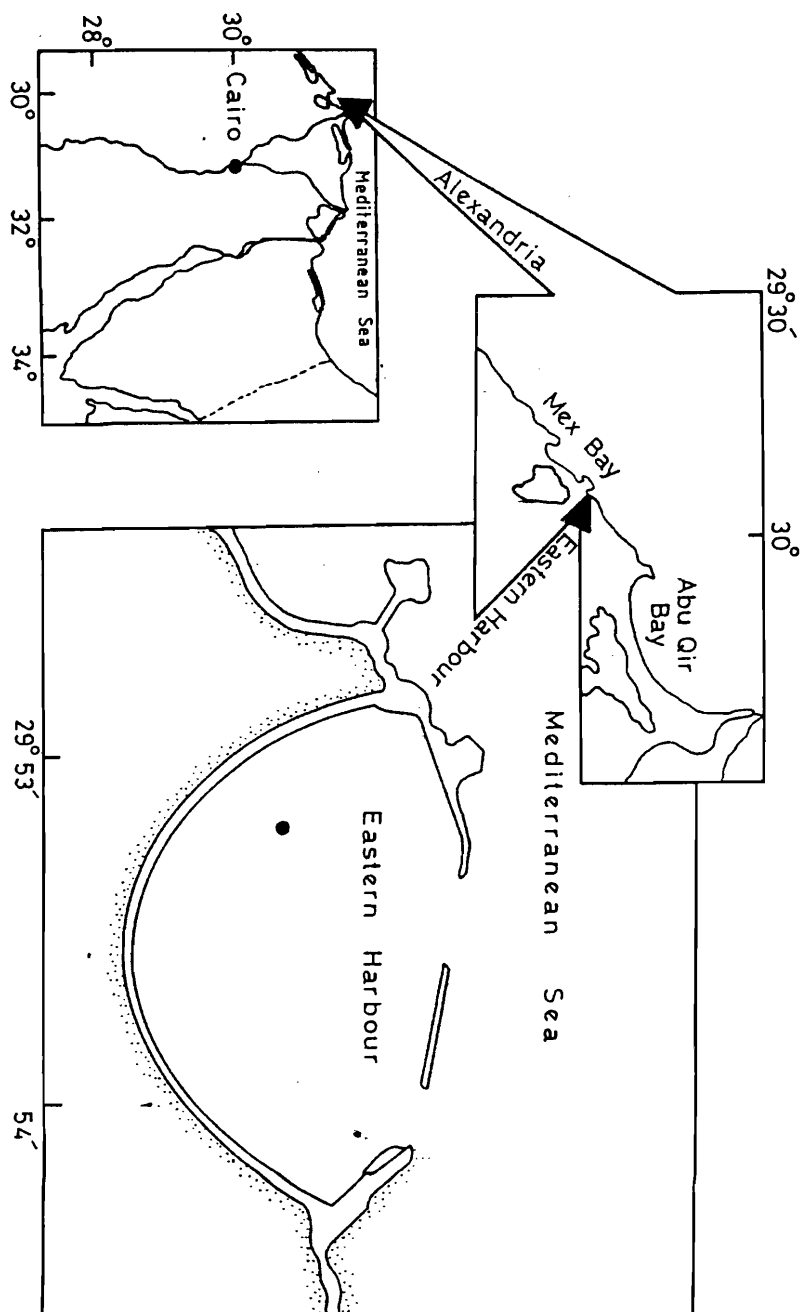 28°
30°
30°
32°
34°
Cairo
Mediterranean Sea
Alexandria
29°30′
30°
Mex Bay
Abu Qir
Bay
Eastern Harbour
Mediterranean Sea
Eastern Harbour
29°53′
54′